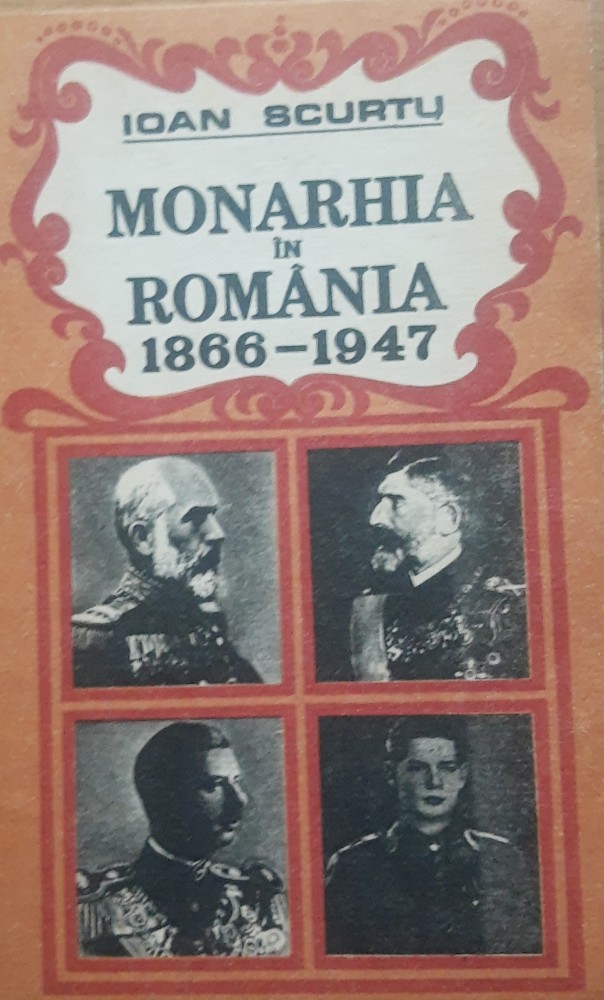 IOAN SCURTU
MONARHIA
ÎN
ROMÂNIA
1866-1947